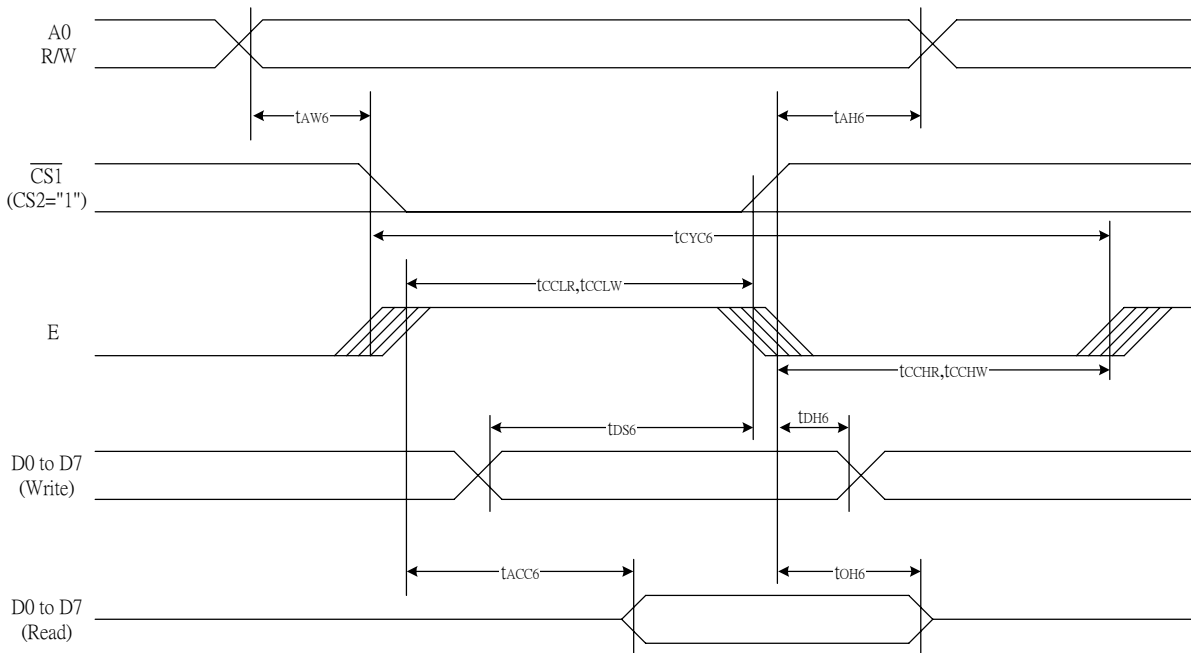 A0
R/W
tAW6
tAH6
CS1
(CS2="1")
tCYC6
tCCLR,tCCLW
E
tCCHR,tCCHW
tDS6
tDH6
D0 to D7
(Write)
tACC6
tOH6
D0 to D7
(Read)